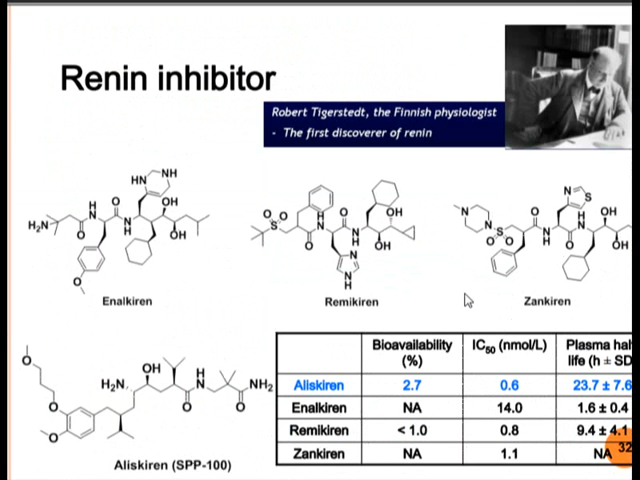 Renin inhibitor
Robert Tigerstedt, the Finnish physiologist
- The first discoverer of renin
HN NH
H2N O H N O N H OH OH
O
Enalkiren
O O S O H N O N H OH OH
N N H
Remikiren
N N S O O O N H O H N OH OH
N S
Zankiren
O
O
O
H2N OH O H N O NH2
Aliskiren (SPP-100)
Bioavailability (%) IC50 (nmol/L) Plasma hal life (h ± SD
Aliskiren 2.7 0.6 23.7 ± 7.6
Enalkiren NA 14.0 1.6 ± 0.4
Remikiren < 1.0 0.8 9.4 ± 4.1
Zankiren NA 1.1 NA
32